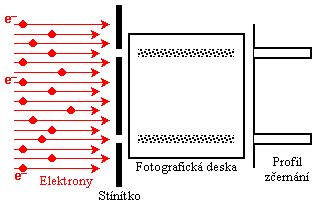 e-
e-
e-
Elektrony
Stínítko
Fotografická deska
Profil
zčernání